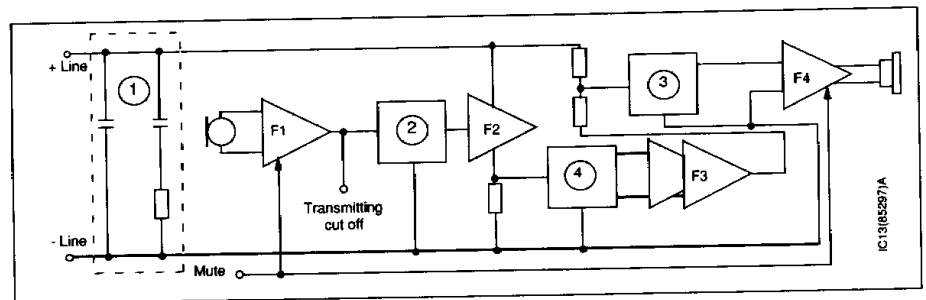 + Line
1
F1
2
F2
3
F4
4
F3
Transmitting
cut off
- Line
Mute
IC13(85297)A